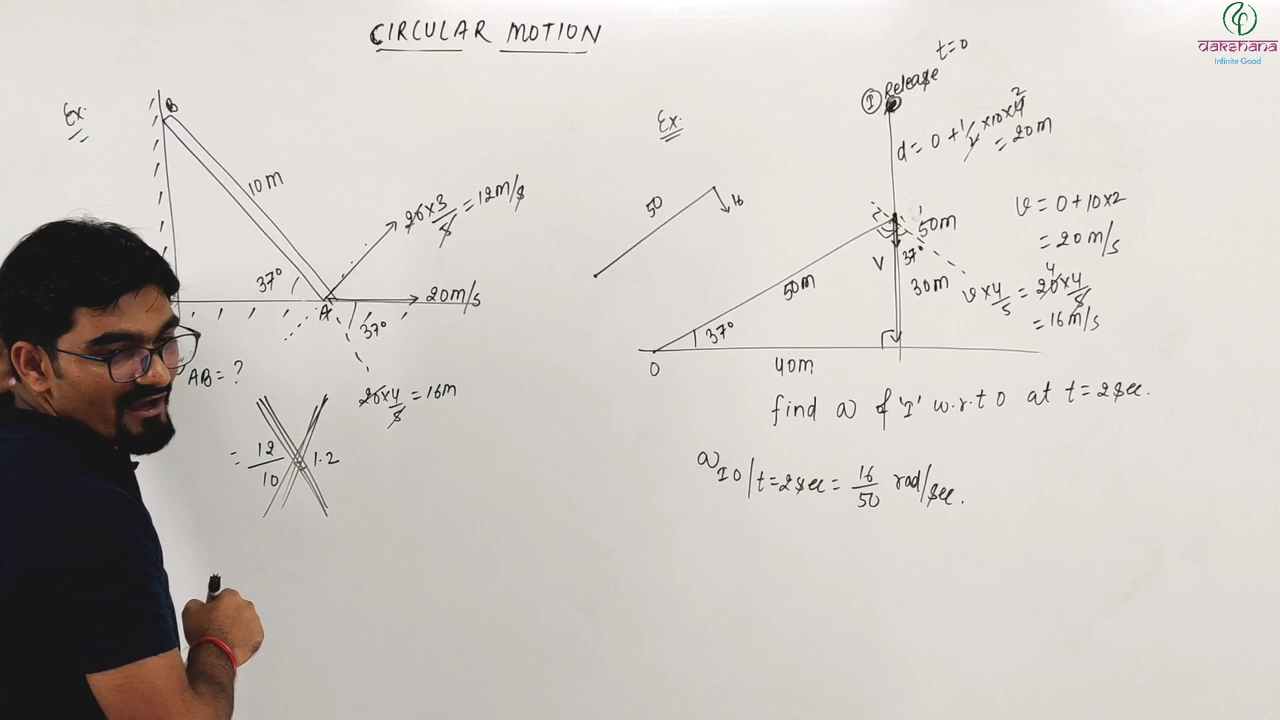 CIRCULAR MOTION
dakshana
Infinite Good
Ex:
B
10m
20×3/5 = 12m/s
37°
20m/s
A
37°
AB = ?
20×4/5 = 16m
= 12/10 1.2
Ex:
t=0
① Release
d = 0 + 1/2 ×10×4
2
= 20m
50
16
50m
v = 0 + 10×2
= 20m/s
37°
V
50m
30m
v×4/5 = 20×4/5
4
= 16m/s
37°
O
40m
find ω of 'I' w.r.t O at t=2sec.
ω IO/t=2sec = 16/50 rad/sec.